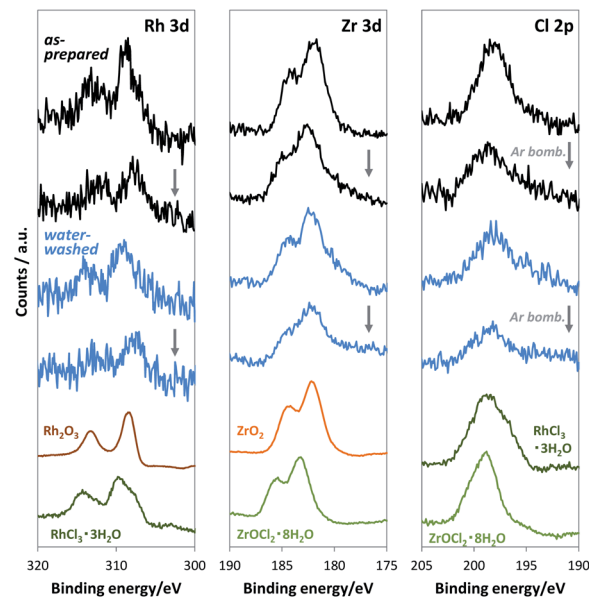 Rh 3d
Zr 3d
Cl 2p
as-
prepared
Ar bomb.
water-
washed
Ar bomb.
Counts / a.u.
Rh₂O₃
RhCl₃・3H₂O
ZrO₂
ZrOCl₂・8H₂O
RhCl₃
・3H₂O
ZrOCl₂・8H₂O
320 310 300
190 185 180 175
205 200 195 190
Binding energy/eV
Binding energy/eV
Binding energy/eV